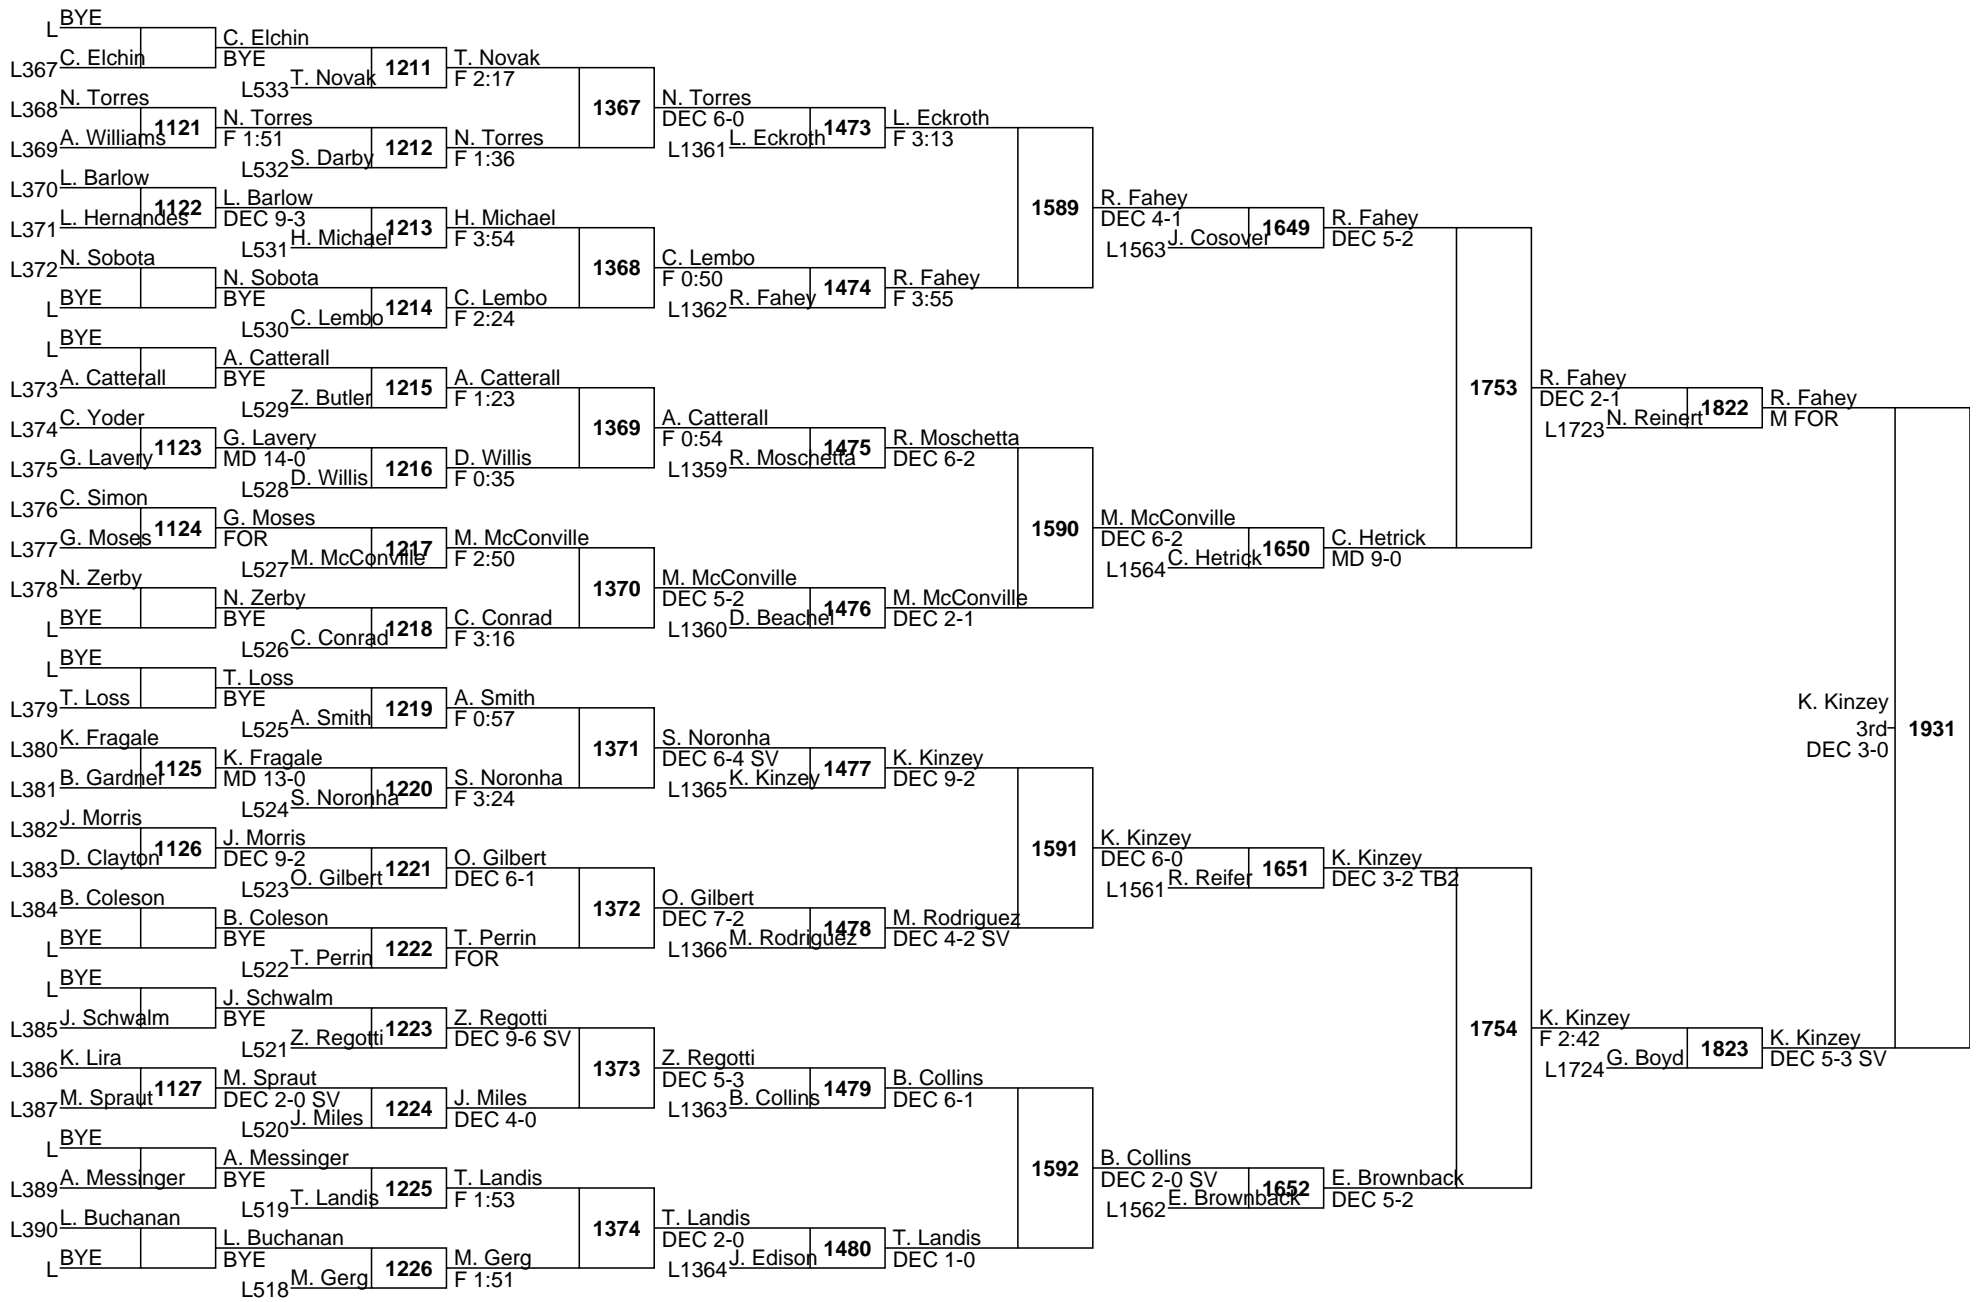 BYE
L
C. Elchin
L367
C. Elchin
BYE
L533
T. Novak
1211
T. Novak
F 2:17
N. Torres
L368
1121
A. Williams
L369
N. Torres
F 1:51
L532
S. Darby
1212
N. Torres
F 1:36
1367
N. Torres
DEC 6-0
L1361
L. Eckroth
1473
L. Eckroth
F 3:13
L. Barlow
L370
1122
L. Hernandes
L371
L. Barlow
DEC 9-3
L531
H. Michael
1213
H. Michael
F 3:54
N. Sobota
L372
BYE
L
N. Sobota
BYE
L530
C. Lembo
1214
C. Lembo
F 2:24
1368
C. Lembo
F 0:50
L1362
R. Fahey
1474
R. Fahey
F 3:55
1589
R. Fahey
DEC 4-1
L1563
J. Cosover
1649
R. Fahey
DEC 5-2
BYE
L
A. Catterall
L373
A. Catterall
BYE
L529
Z. Butler
1215
A. Catterall
F 1:23
C. Yoder
L374
1123
G. Lavery
L375
G. Lavery
MD 14-0
L528
D. Willis
1216
D. Willis
F 0:35
1369
A. Catterall
F 0:54
L1359
R. Moschetta
1475
R. Moschetta
DEC 6-2
C. Simon
L376
1124
G. Moses
L377
G. Moses
FOR
L527
M. McConville
1217
M. McConville
F 2:50
N. Zerby
L378
BYE
L
N. Zerby
BYE
L526
C. Conrad
1218
C. Conrad
F 3:16
1370
M. McConville
DEC 5-2
L1360
D. Beachel
1476
M. McConville
DEC 2-1
1590
M. McConville
DEC 6-2
L1564
C. Hetrick
1650
C. Hetrick
MD 9-0
1753
R. Fahey
DEC 2-1
L1723
N. Reinert
1822
R. Fahey
M FOR
BYE
L
T. Loss
L379
T. Loss
BYE
L525
A. Smith
1219
A. Smith
F 0:57
K. Fragale
L380
1125
B. Gardner
L381
K. Fragale
MD 13-0
L524
S. Noronha
1220
S. Noronha
F 3:24
1371
S. Noronha
DEC 6-4 SV
L1365
K. Kinzey
1477
K. Kinzey
DEC 9-2
J. Morris
L382
1126
D. Clayton
L383
J. Morris
DEC 9-2
L523
O. Gilbert
1221
O. Gilbert
DEC 6-1
B. Coleson
L384
BYE
L
B. Coleson
BYE
L522
T. Perrin
1222
T. Perrin
FOR
1372
O. Gilbert
DEC 7-2
L1366
M. Rodriguez
1478
M. Rodriguez
DEC 4-2 SV
1591
K. Kinzey
DEC 6-0
L1561
R. Reifer
1651
K. Kinzey
DEC 3-2 TB2
BYE
L
J. Schwalm
L385
J. Schwalm
BYE
L521
Z. Regotti
1223
Z. Regotti
DEC 9-6 SV
K. Lira
L386
1127
M. Spraut
L387
M. Spraut
DEC 2-0 SV
L520
J. Miles
1224
J. Miles
DEC 4-0
1373
Z. Regotti
DEC 5-3
L1363
B. Collins
1479
B. Collins
DEC 6-1
BYE
L
A. Messinger
L389
A. Messinger
BYE
L519
T. Landis
1225
T. Landis
F 1:53
L. Buchanan
L390
BYE
L
L. Buchanan
BYE
L518
M. Gerg
1226
M. Gerg
F 1:51
1374
T. Landis
DEC 2-0
L1364
J. Edison
1480
T. Landis
DEC 1-0
1592
B. Collins
DEC 2-0 SV
L1562
E. Brownback
1652
E. Brownback
DEC 5-2
1754
K. Kinzey
F 2:42
L1724
G. Boyd
1823
K. Kinzey
DEC 5-3 SV
K. Kinzey
3rd
DEC 3-0
1931